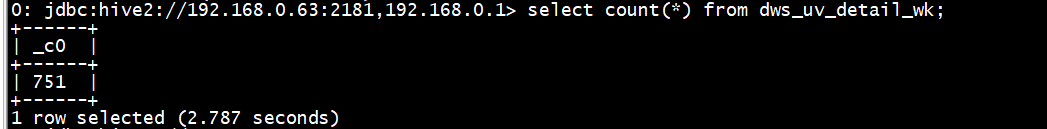 0: jdbc:hive2://192.168.0.63:2181,192.168.0.1> select count(*) from dws_uv_detail_wk;
+------+
| _c0  |
+------+
| 751  |
+------+
1 row selected (2.787 seconds)